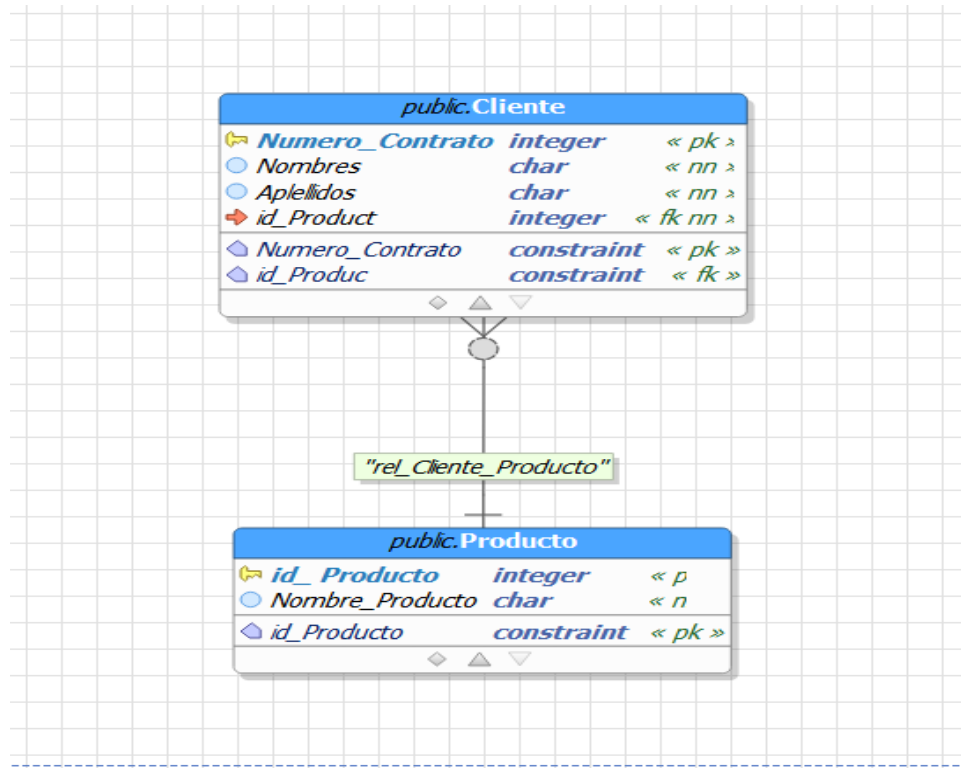 public.Cliente
Numero_Contrato integer « pk »
Nombres char « nn »
Aplellidos char « nn »
id_Product integer « fk nn »
Numero_Contrato constraint « pk »
id_Produc constraint « fk »
"rel_Cliente_Producto"
public.Producto
id_ Producto integer « p
Nombre_Producto char « n
id_Producto constraint « pk »